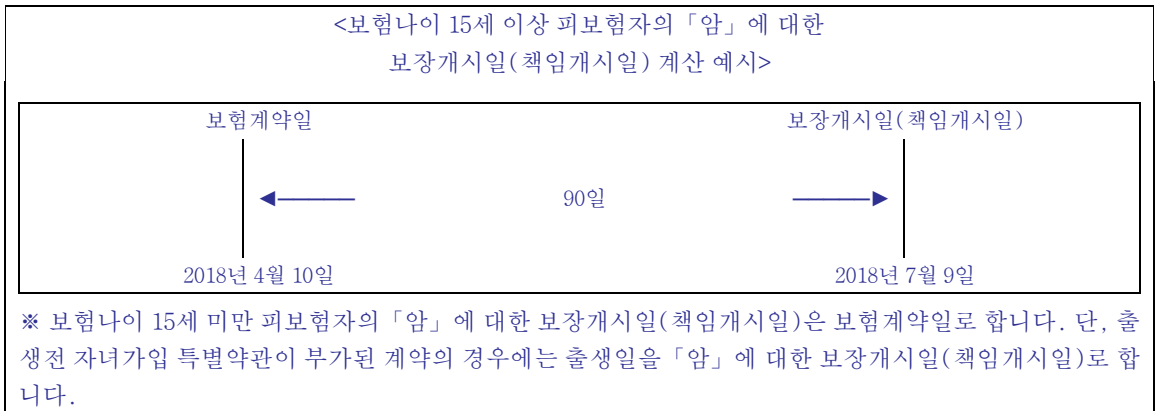 <보험나이 15세 이상 피보험자의「암」에 대한
보장개시일(책임개시일) 계산 예시>
보험계약일 보장개시일(책임개시일)
90일
2018년 4월 10일 2018년 7월 9일
※ 보험나이 15세 미만 피보험자의「암」에 대한 보장개시일(책임개시일)은 보험계약일로 합니다. 단, 출
생전 자녀가입 특별약관이 부가된 계약의 경우에는 출생일을「암」에 대한 보장개시일(책임개시일)로 합
니다.